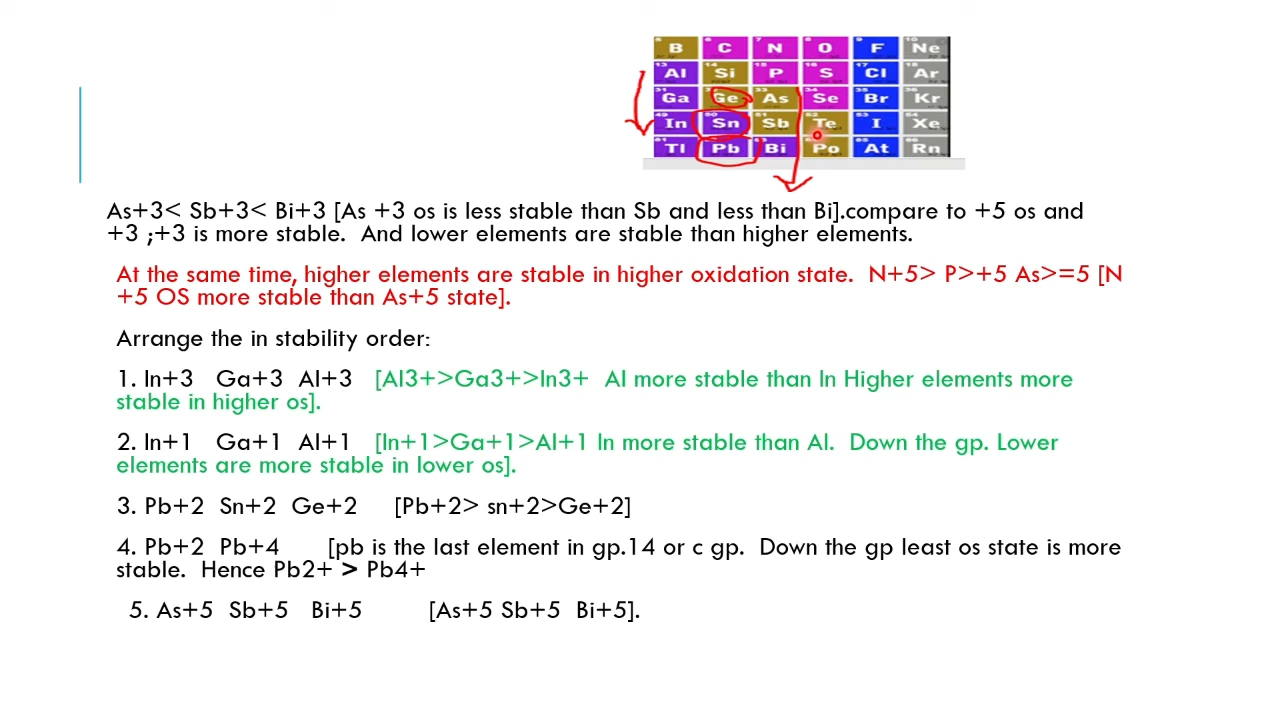 B C N O F Ne
Al Si P S Cl Ar
Ga Ge As Se Br Kr
In Sn Sb Te I Xe
Tl Pb Bi Po At Rn
As+3< Sb+3< Bi+3 [As +3 os is less stable than Sb and less than Bi].compare to +5 os and
+3 ;+3 is more stable.  And lower elements are stable than higher elements.
At the same time, higher elements are stable in higher oxidation state.  N+5> P>+5 As>=5 [N
+5 OS more stable than As+5 state].
Arrange the in stability order:
1. In+3   Ga+3  Al+3   [Al3+>Ga3+>In3+  Al more stable than In Higher elements more
stable in higher os].
2. In+1   Ga+1  Al+1   [In+1>Ga+1>Al+1 In more stable than Al.  Down the gp. Lower
elements are more stable in lower os].
3. Pb+2  Sn+2  Ge+2     [Pb+2> sn+2>Ge+2]
4. Pb+2  Pb+4      [pb is the last element in gp.14 or c gp.  Down the gp least os state is more
stable.  Hence Pb2+ > Pb4+
5. As+5  Sb+5   Bi+5        [As+5 Sb+5  Bi+5].